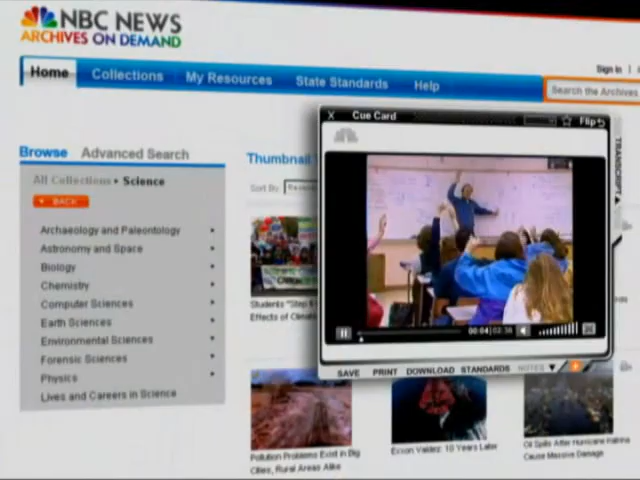 NBC NEWS
ARCHIVES ON DEMAND
Sign In
Home Collections My Resources State Standards Help
Search the Archives
X Cue Card Flip
TRANSCRIPT
Browse Advanced Search
Thumbnail
All Collections Science
Sort By
BACK
Archaeology and Paleontology
Astronomy and Space
Biology
Chemistry
Computer Sciences
Earth Sciences
Environmental Sciences
Forensic Sciences
Physics
Lives and Careers in Science
Students "Step
Effects of Clima
00:04
SAVE PRINT DOWNLOAD STANDARDS NOTES
Pollution Problems Exist in Big
Cities, Rural Areas Alike
Exxon Valdez: 10 Years Later
Oil Spills After Hurricane Katrina
Cause Massive Damage